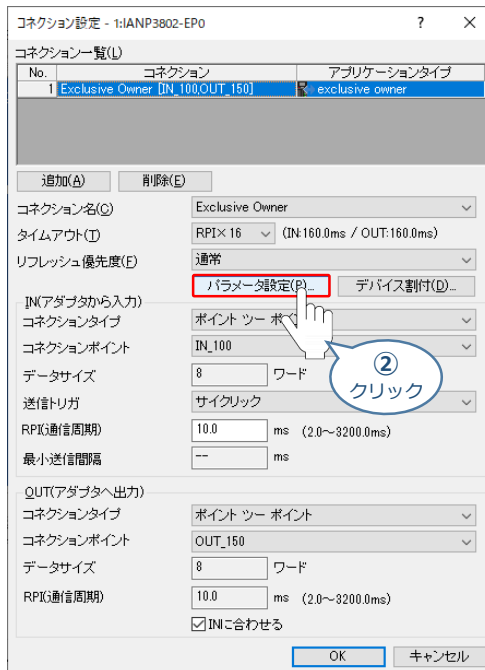 コネクション設定 - 1:IANP3802-EP0 ? ×
コネクション一覧(L)
No. コネクション アプリケーションタイプ
1 Exclusive Owner [IN_100,OUT_150] exclusive owner
追加(A) 削除(E)
コネクション名(C) Exclusive Owner
タイムアウト(T) RPI×16 (IN:160.0ms / OUT:160.0ms)
リフレッシュ優先度(F) 通常
パラメータ設定(P)... デバイス割付(D)...
IN(アダプタから入力)
コネクションタイプ ポイント ツー ポイ
コネクションポイント IN_100
データサイズ 8 ワード
② クリック
送信トリガ サイクリック
RPI(通信周期) 10.0 ms (2.0~3200.0ms)
最小送信間隔 -- ms
OUT(アダプタへ出力)
コネクションタイプ ポイント ツー ポイント
コネクションポイント OUT_150
データサイズ 8 ワード
RPI(通信周期) 10.0 ms (2.0~3200.0ms)
INに合わせる
OK キャンセル